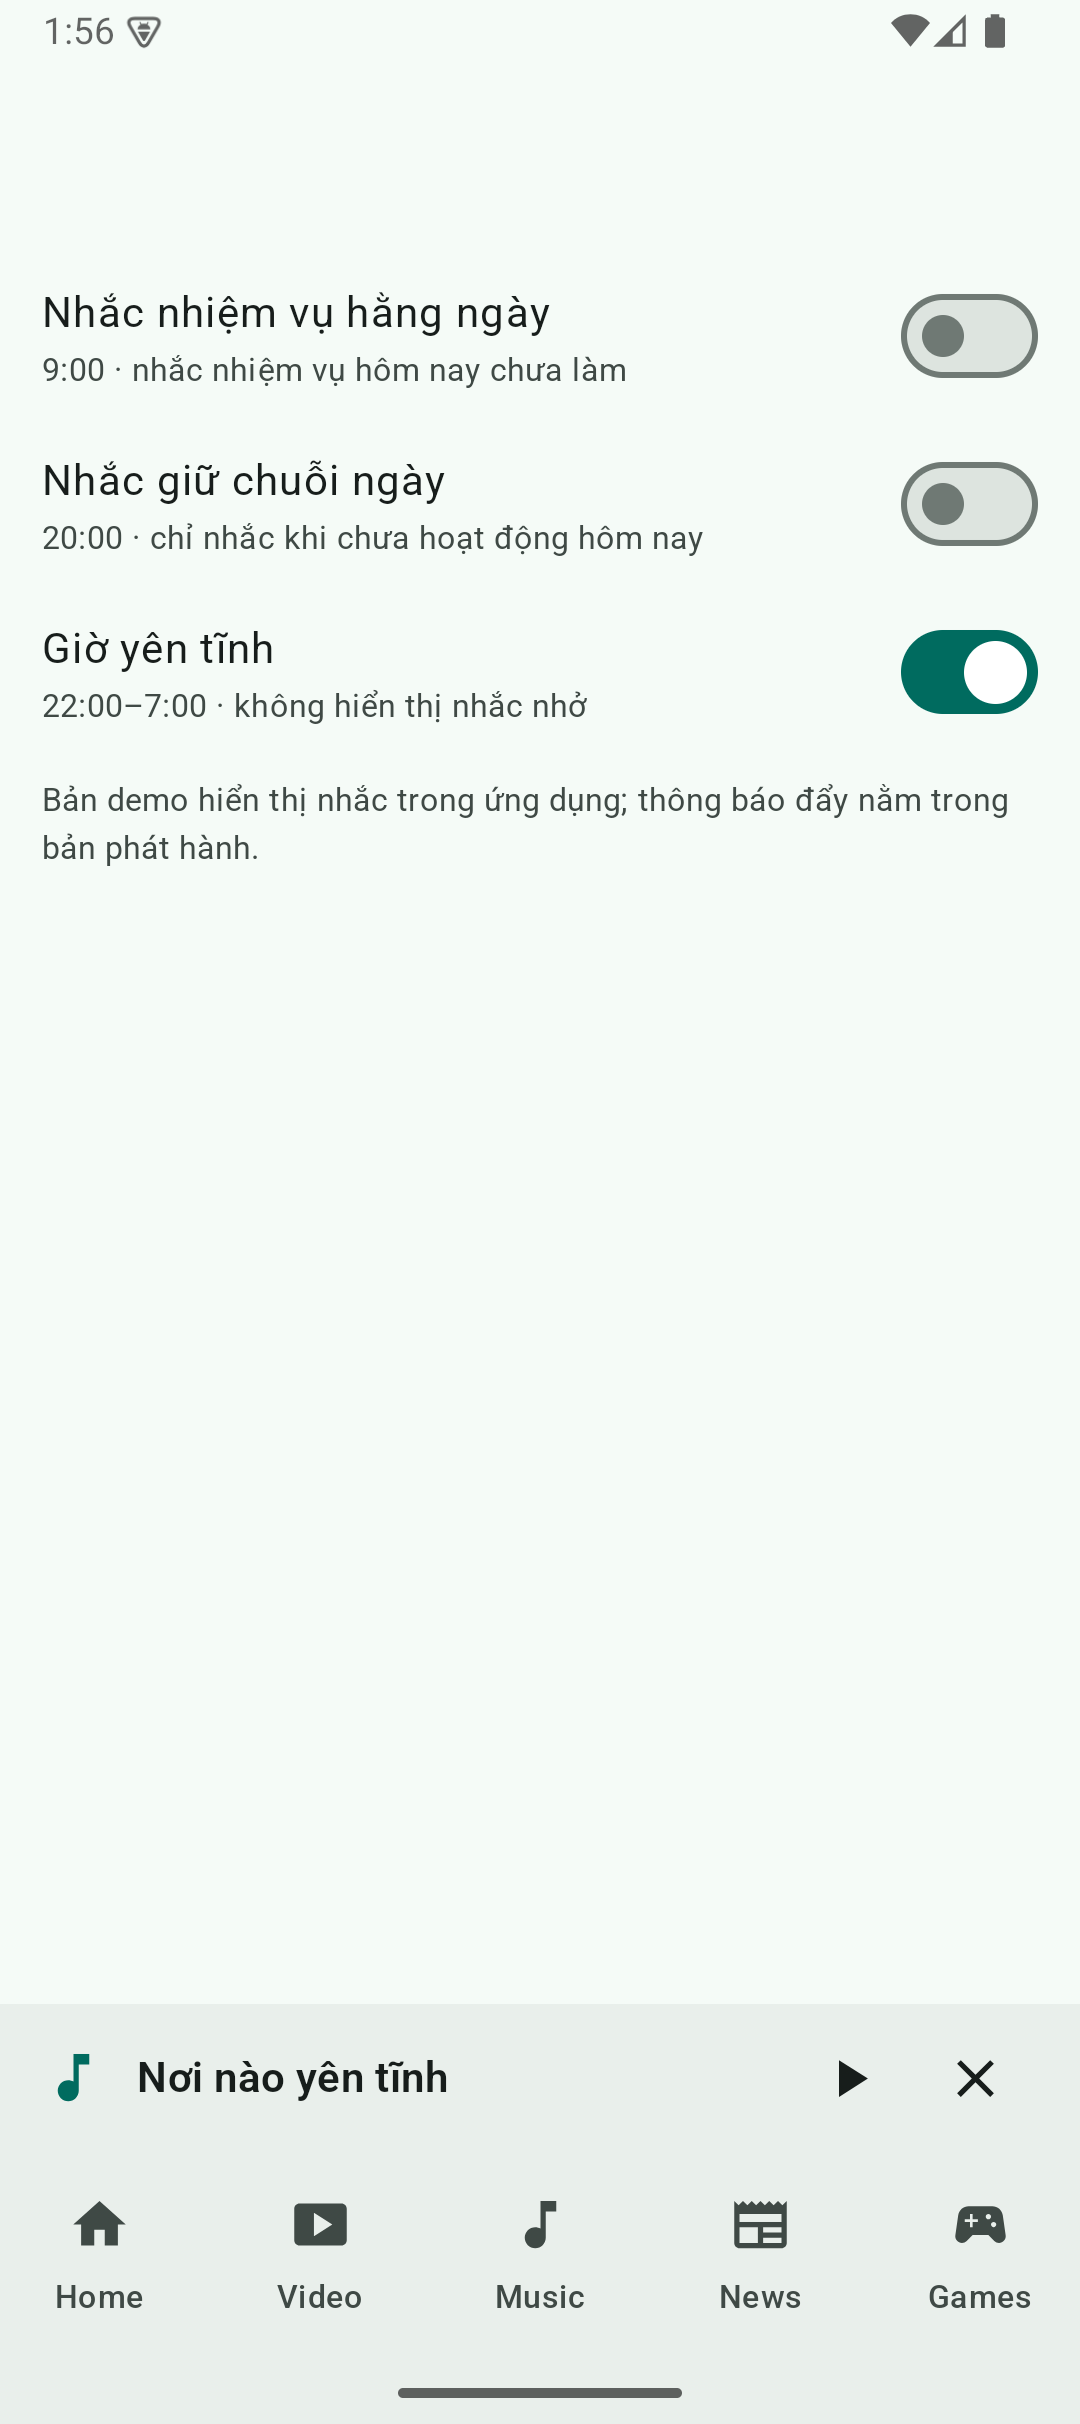 1:56
Nhắc nhiệm vụ hằng ngày
9:00 · nhắc nhiệm vụ hôm nay chưa làm
Nhắc giữ chuỗi ngày
20:00 · chỉ nhắc khi chưa hoạt động hôm nay
Giờ yên tĩnh
22:00–7:00 · không hiển thị nhắc nhở
Bản demo hiển thị nhắc trong ứng dụng; thông báo đẩy nằm trong
bản phát hành.
Nơi nào yên tĩnh
Home Video Music News Games